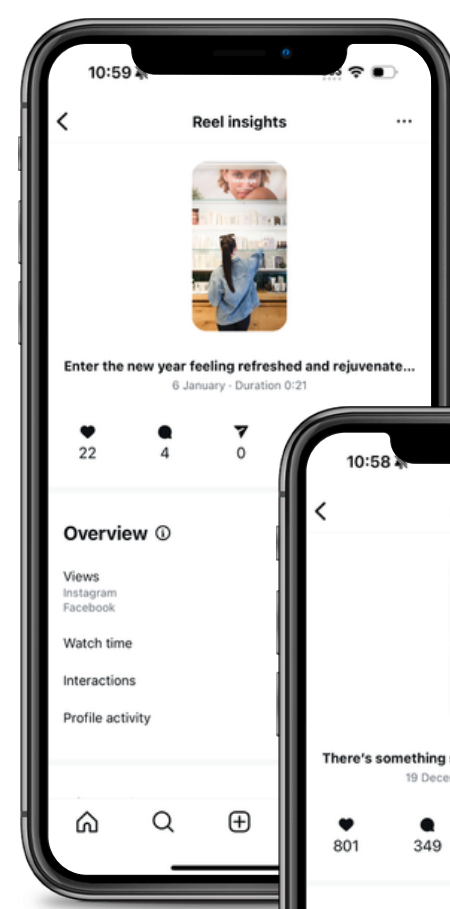 10:59
Reel insights
Enter the new year feeling refreshed and rejuvenate...
6 January · Duration 0:21
22 4 0
Overview
Views
Instagram
Facebook
Watch time
Interactions
Profile activity
10:58
There's something
19 Dece
801 349